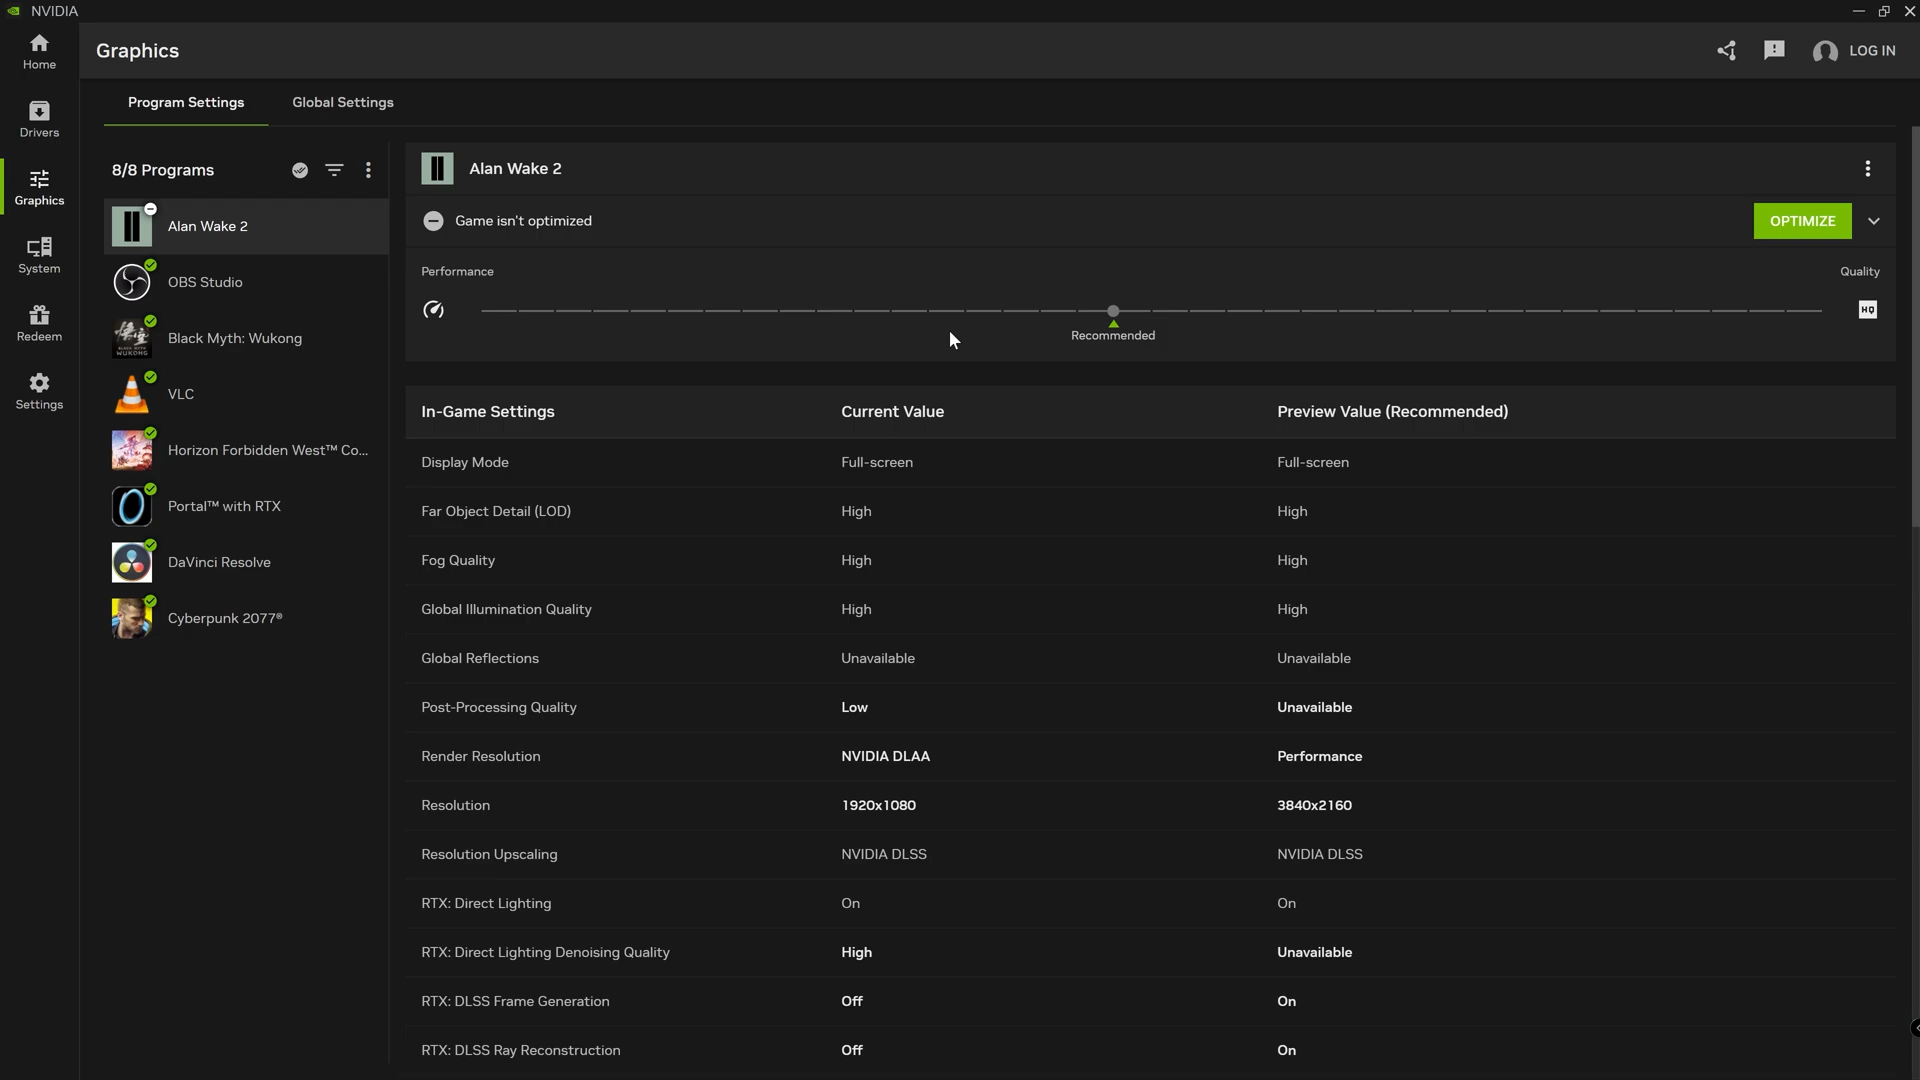 NVIDIA
Home
Graphics
LOG IN
Drivers
Graphics
System
Redeem
Settings
Program Settings
Global Settings
8/8 Programs
Alan Wake 2
OBS Studio
Black Myth: Wukong
VLC
Horizon Forbidden West™ Co...
Portal™ with RTX
DaVinci Resolve
Cyberpunk 2077®
Alan Wake 2
Game isn't optimized
OPTIMIZE
Performance
Quality
HQ
Recommended
In-Game Settings Current Value Preview Value (Recommended)
Display Mode Full-screen Full-screen
Far Object Detail (LOD) High High
Fog Quality High High
Global Illumination Quality High High
Global Reflections Unavailable Unavailable
Post-Processing Quality Low Unavailable
Render Resolution NVIDIA DLAA Performance
Resolution 1920x1080 3840x2160
Resolution Upscaling NVIDIA DLSS NVIDIA DLSS
RTX: Direct Lighting On On
RTX: Direct Lighting Denoising Quality High Unavailable
RTX: DLSS Frame Generation Off On
RTX: DLSS Ray Reconstruction Off On